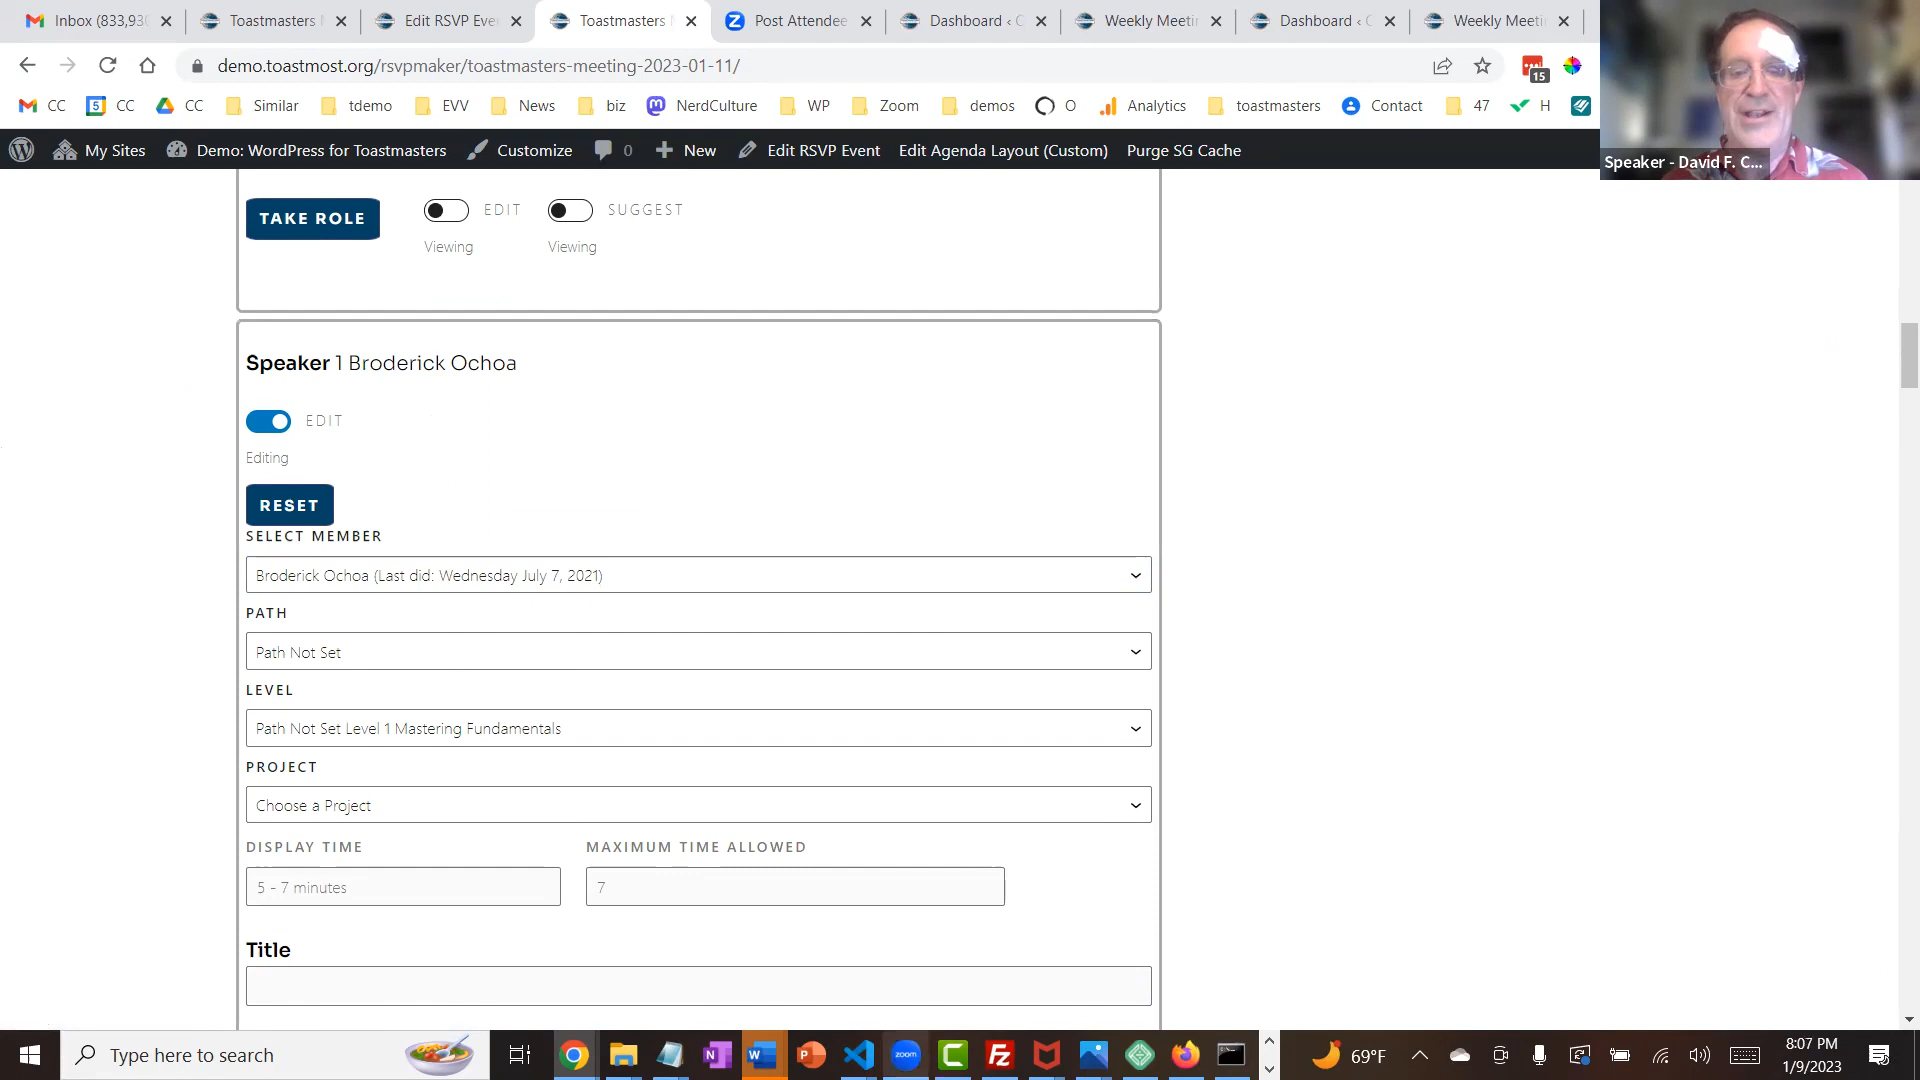 Inbox (833,930
Toastmasters
Edit RSVP Eve
Toastmasters
Post Attendee
Dashboard ‹
Weekly Meeti
Dashboard ‹
Weekly Meeti
demo.toastmost.org/rsvpmaker/toastmasters-meeting-2023-01-11/
15
CC
5 CC
CC
Similar
tdemo
EVV
News
biz
NerdCulture
WP
Zoom
demos
O
Analytics
toastmasters
Contact
47
H
My Sites
Demo: WordPress for Toastmasters
Customize
0
New
Edit RSVP Event
Edit Agenda Layout (Custom)
Purge SG Cache
Speaker - David F. C...
TAKE ROLE
EDIT
SUGGEST
Viewing
Viewing
Speaker 1 Broderick Ochoa
EDIT
Editing
RESET
SELECT MEMBER
Broderick Ochoa (Last did: Wednesday July 7, 2021)
PATH
Path Not Set
LEVEL
Path Not Set Level 1 Mastering Fundamentals
PROJECT
Choose a Project
DISPLAY TIME
MAXIMUM TIME ALLOWED
5 - 7 minutes
7
Title
Type here to search
zoom
69°F
8:07 PM
1/9/2023